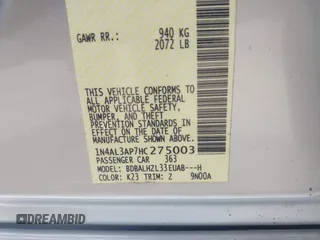 GAWR RR.: 940 KG
2072 LB
THIS VEHICLE CONFORMS TO
ALL APPLICABLE FEDERAL
MOTOR VEHICLE SAFETY,
BUMPER, AND THEFT
PREVENTION STANDARDS IN
EFFECT ON THE DATE OF
MANUFACTURE SHOWN ABOVE.
1N4AL3AP7HC275003
PASSENGER CAR 363
MODEL: BDBALHZL33EUAB---H
COLOR: K23 TRIM: Z 9N00A
DREAMBID